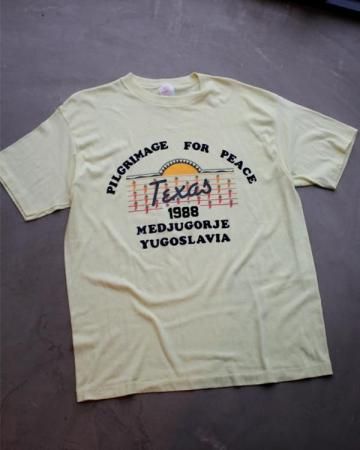 PILGRIMAGE FOR PEACE
Texas
1988
MEDJUGORJE
YUGOSLAVIA